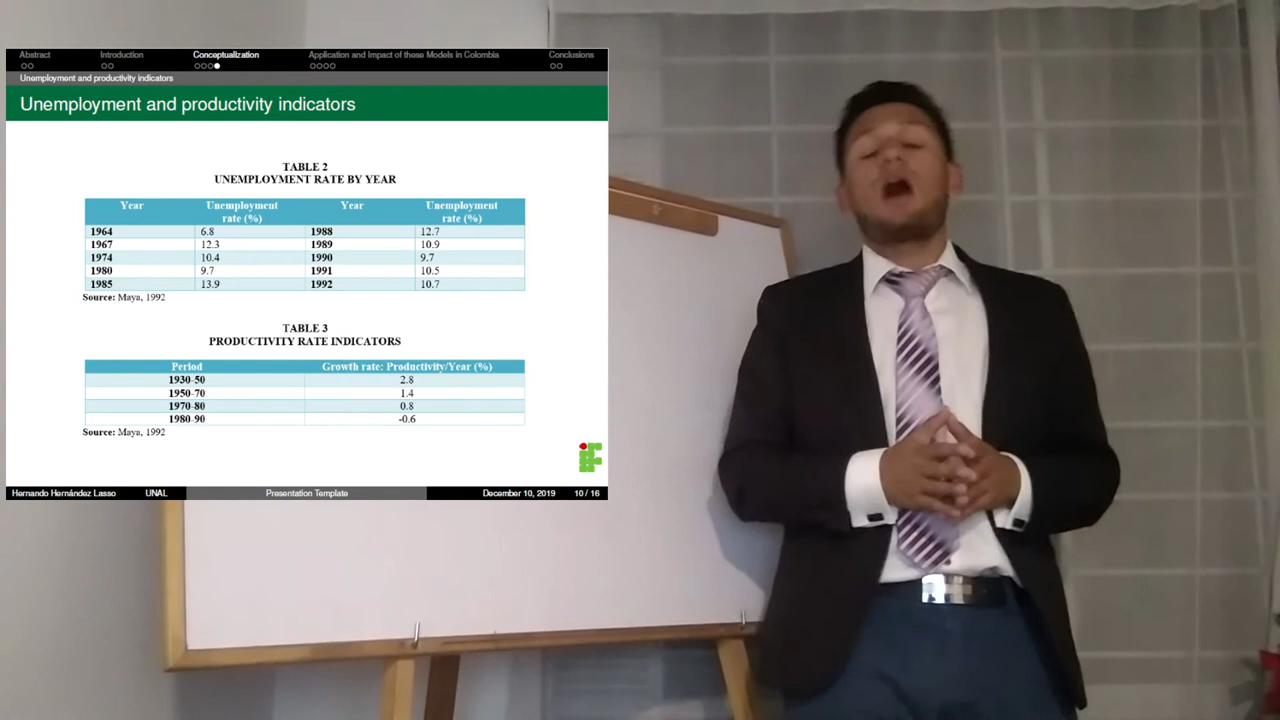 Abstract Introduction Conceptualization Application and Impact of these Models in Colombia Conclusions
Unemployment and productivity indicators
Unemployment and productivity indicators
TABLE 2
UNEMPLOYMENT RATE BY YEAR
Year Unemployment rate (%) Year Unemployment rate (%)
1964 6.8 1988 12.7
1967 12.3 1989 10.9
1974 10.4 1990 9.7
1980 9.7 1991 10.5
1985 13.9 1992 10.7
Source: Maya, 1992
TABLE 3
PRODUCTIVITY RATE INDICATORS
Period Growth rate: Productivity/Year (%)
1930-50 2.8
1950-70 1.4
1970-80 0.8
1980-90 -0.6
Source: Maya, 1992
Hernando Hernández Lasso UNAL Presentation Template December 10, 2019 10 / 16